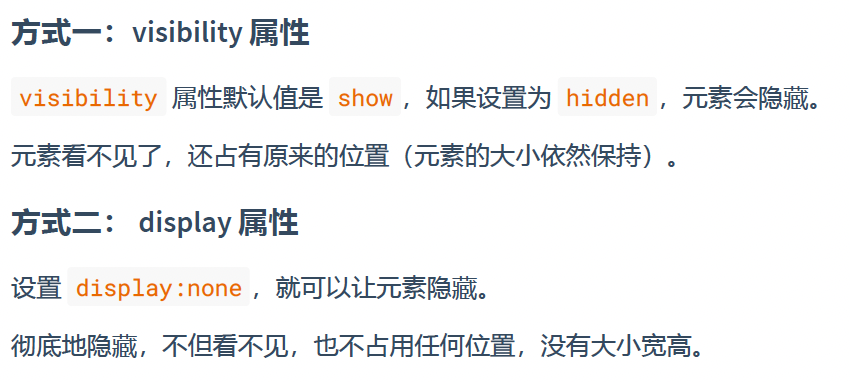 方式一：visibility 属性
visibility 属性默认值是 show，如果设置为 hidden，元素会隐藏。
元素看不见了，还占有原来的位置（元素的大小依然保持）。
方式二： display 属性
设置 display:none，就可以让元素隐藏。
彻底地隐藏，不但看不见，也不占用任何位置，没有大小宽高。